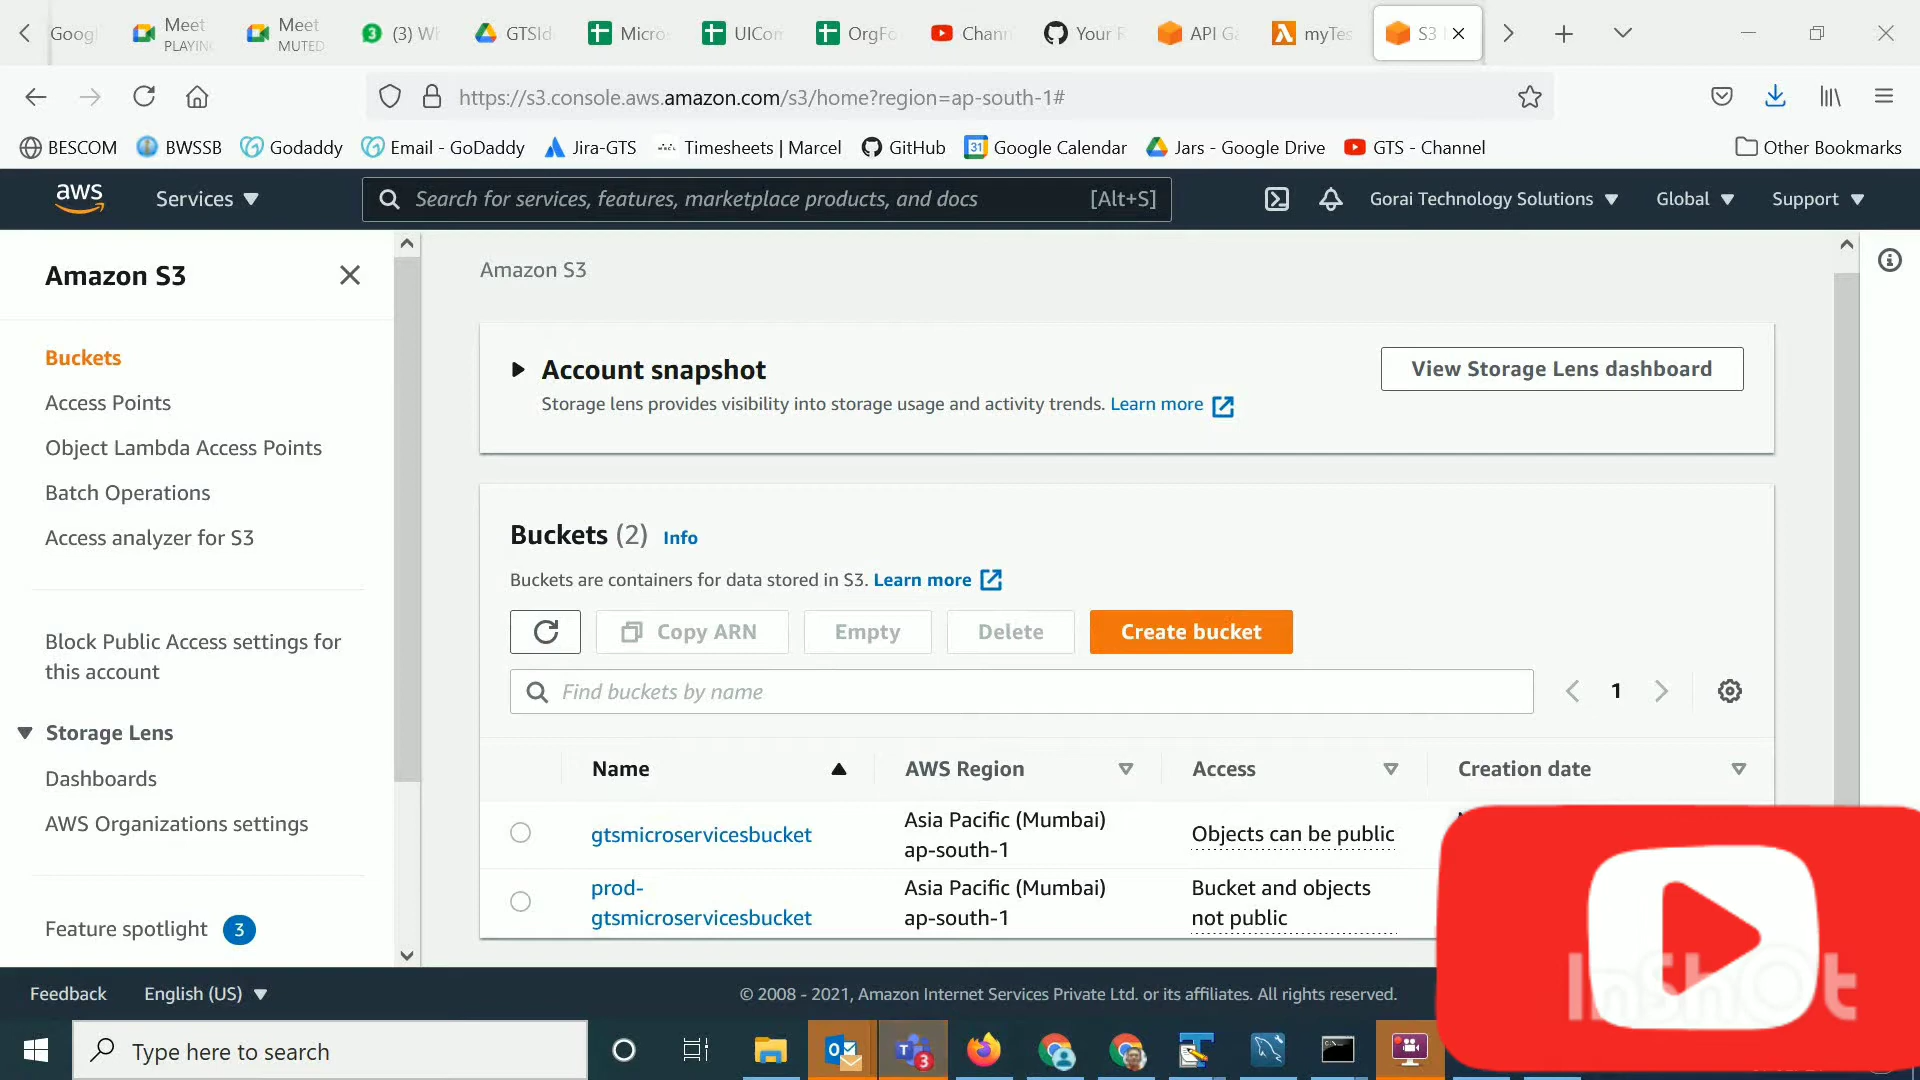 Googl
Meet
PLAYING
Meet
MUTED
(3) Wh
GTSId
Micro
UICon
OrgFo
Chann
Your R
API Ga
myTes
S3
https://s3.console.aws.amazon.com/s3/home?region=ap-south-1#
BESCOM
BWSSB
Godaddy
Email - GoDaddy
Jira-GTS
Timesheets | Marcel
GitHub
31
Google Calendar
Jars - Google Drive
GTS - Channel
Other Bookmarks
aws
Services
Search for services, features, marketplace products, and docs
[Alt+S]
Gorai Technology Solutions
Global
Support
Amazon S3
Buckets
Access Points
Object Lambda Access Points
Batch Operations
Access analyzer for S3
Block Public Access settings for
this account
Storage Lens
Dashboards
AWS Organizations settings
Feature spotlight 3
Amazon S3
Account snapshot
View Storage Lens dashboard
Storage lens provides visibility into storage usage and activity trends. Learn more
Buckets (2) Info
Buckets are containers for data stored in S3. Learn more
Copy ARN
Empty
Delete
Create bucket
Find buckets by name
1
Name
AWS Region
Access
Creation date
gtsmicroservicesbucket
Asia Pacific (Mumbai)
ap-south-1
Objects can be public
prod-
gtsmicroservicesbucket
Asia Pacific (Mumbai)
ap-south-1
Bucket and objects
not public
InShOt
Feedback
English (US)
© 2008 - 2021, Amazon Internet Services Private Ltd. or its affiliates. All rights reserved.
Type here to search
3